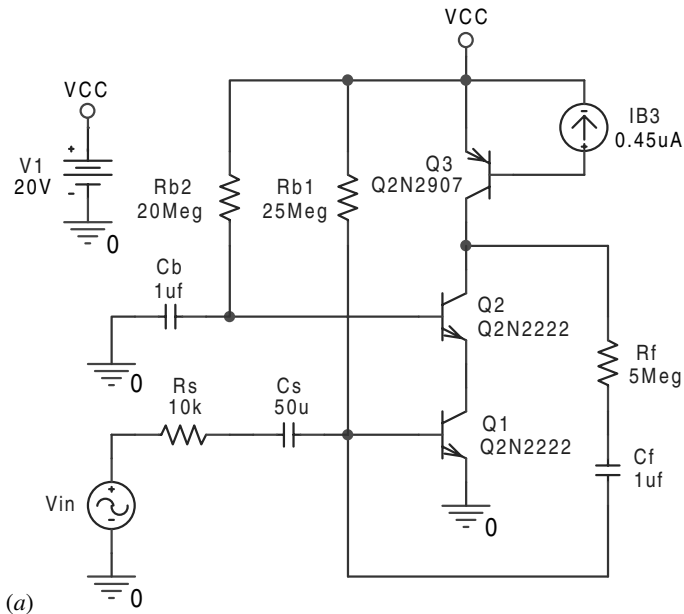 VCC
VCC
V1
20V
+
-
0
Rb2
20Meg
Rb1
25Meg
Q3
Q2N2907
-
+
IB3
0.45uA
Cb
1uf
0
Q2
Q2N2222
Rf
5Meg
Rs
10k
Cs
50u
Q1
Q2N2222
Cf
1uf
0
Vin
+
-
0
(a)